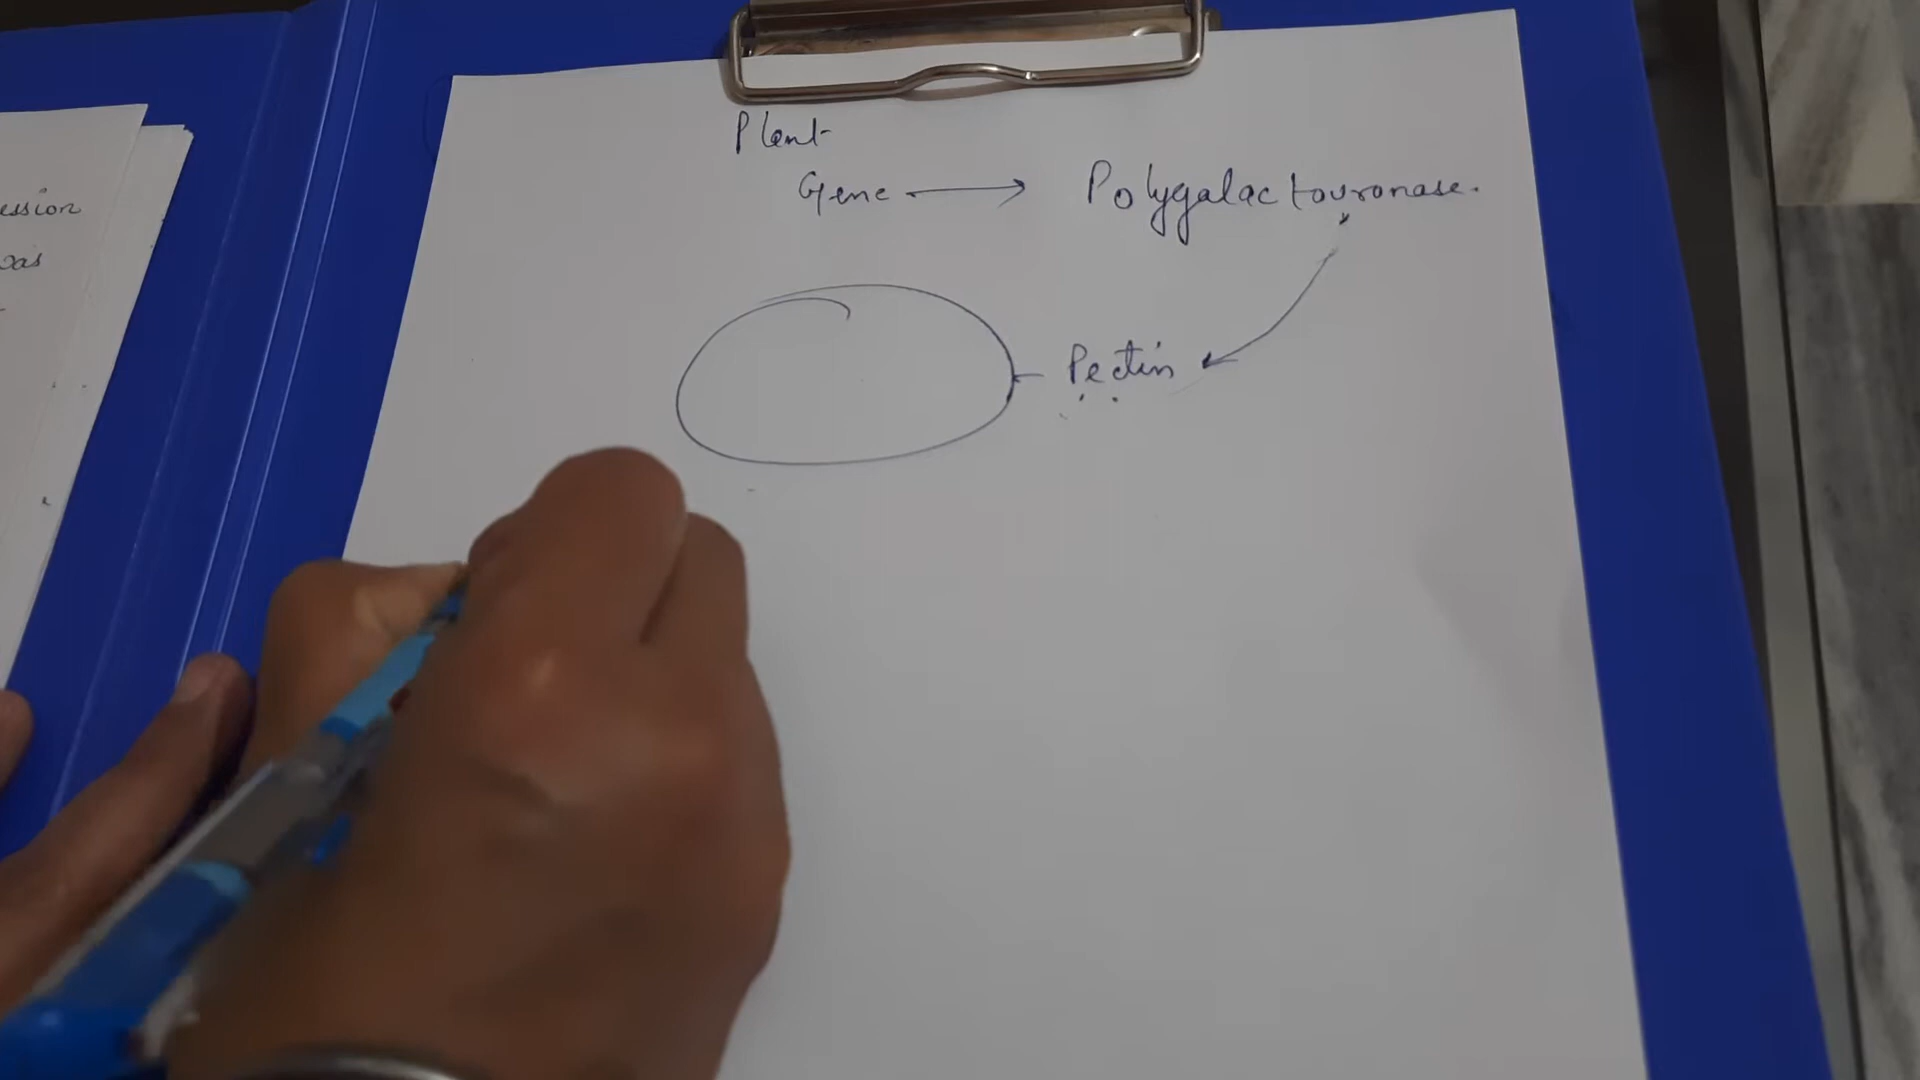 Plant
Gene → Polygalactouronase.
Pectin
ession